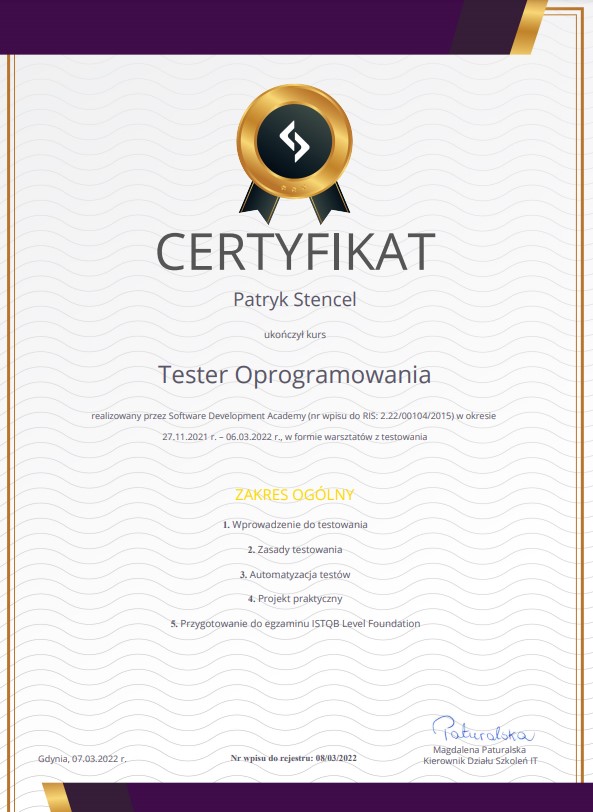 CERTYFIKAT
Patryk Stencel
ukończył kurs
Tester Oprogramowania
realizowany przez Software Development Academy (nr wpisu do RIS: 2.22/00104/2015) w okresie
27.11.2021 r. – 06.03.2022 r., w formie warsztatów z testowania
ZAKRES OGÓLNY
1. Wprowadzenie do testowania
2. Zasady testowania
3. Automatyzacja testów
4. Projekt praktyczny
5. Przygotowanie do egzaminu ISTQB Level Foundation
Paturalska
Magdalena Paturalska
Kierownik Działu Szkoleń IT
Gdynia, 07.03.2022 r.
Nr wpisu do rejestru: 08/03/2022